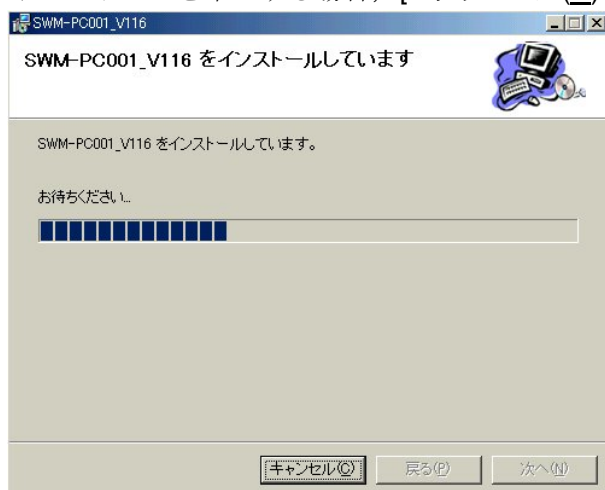 SWM-PC001_V116
SWM-PC001_V116 をインストールしています
SWM-PC001_V116 をインストールしています。
お待ちください...
キャンセル(C)
戻る(P)
次へ(N)